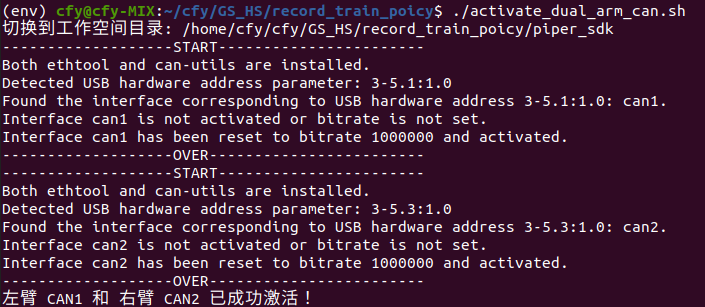 (env) cfy@cfy-MIX:~/cfy/GS_HS/record_train_poicy$ ./activate_dual_arm_can.sh
切换到工作空间目录: /home/cfy/cfy/GS_HS/record_train_poicy/piper_sdk
-------------------START-----------------------
Both ethtool and can-utils are installed.
Detected USB hardware address parameter: 3-5.1:1.0
Found the interface corresponding to USB hardware address 3-5.1:1.0: can1.
Interface can1 is not activated or bitrate is not set.
Interface can1 has been reset to bitrate 1000000 and activated.
-------------------OVER------------------------
-------------------START-----------------------
Both ethtool and can-utils are installed.
Detected USB hardware address parameter: 3-5.3:1.0
Found the interface corresponding to USB hardware address 3-5.3:1.0: can2.
Interface can2 is not activated or bitrate is not set.
Interface can2 has been reset to bitrate 1000000 and activated.
-------------------OVER------------------------
左臂 CAN1 和 右臂 CAN2 已成功激活！